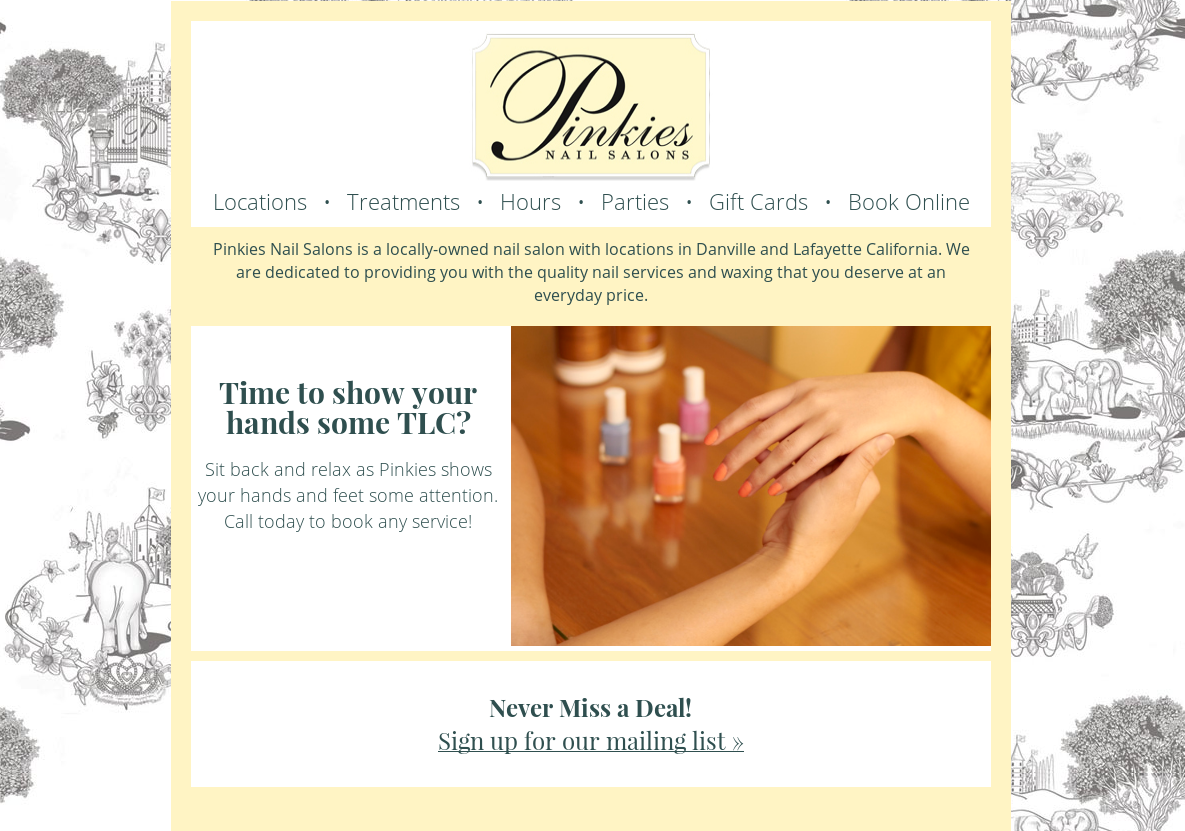 Pinkies
NAIL SALONS
Locations • Treatments • Hours • Parties • Gift Cards • Book Online
Pinkies Nail Salons is a locally-owned nail salon with locations in Danville and Lafayette California. We
are dedicated to providing you with the quality nail services and waxing that you deserve at an
everyday price.
Time to show your
hands some TLC?
Sit back and relax as Pinkies shows
your hands and feet some attention.
Call today to book any service!
Never Miss a Deal!
Sign up for our mailing list »
P